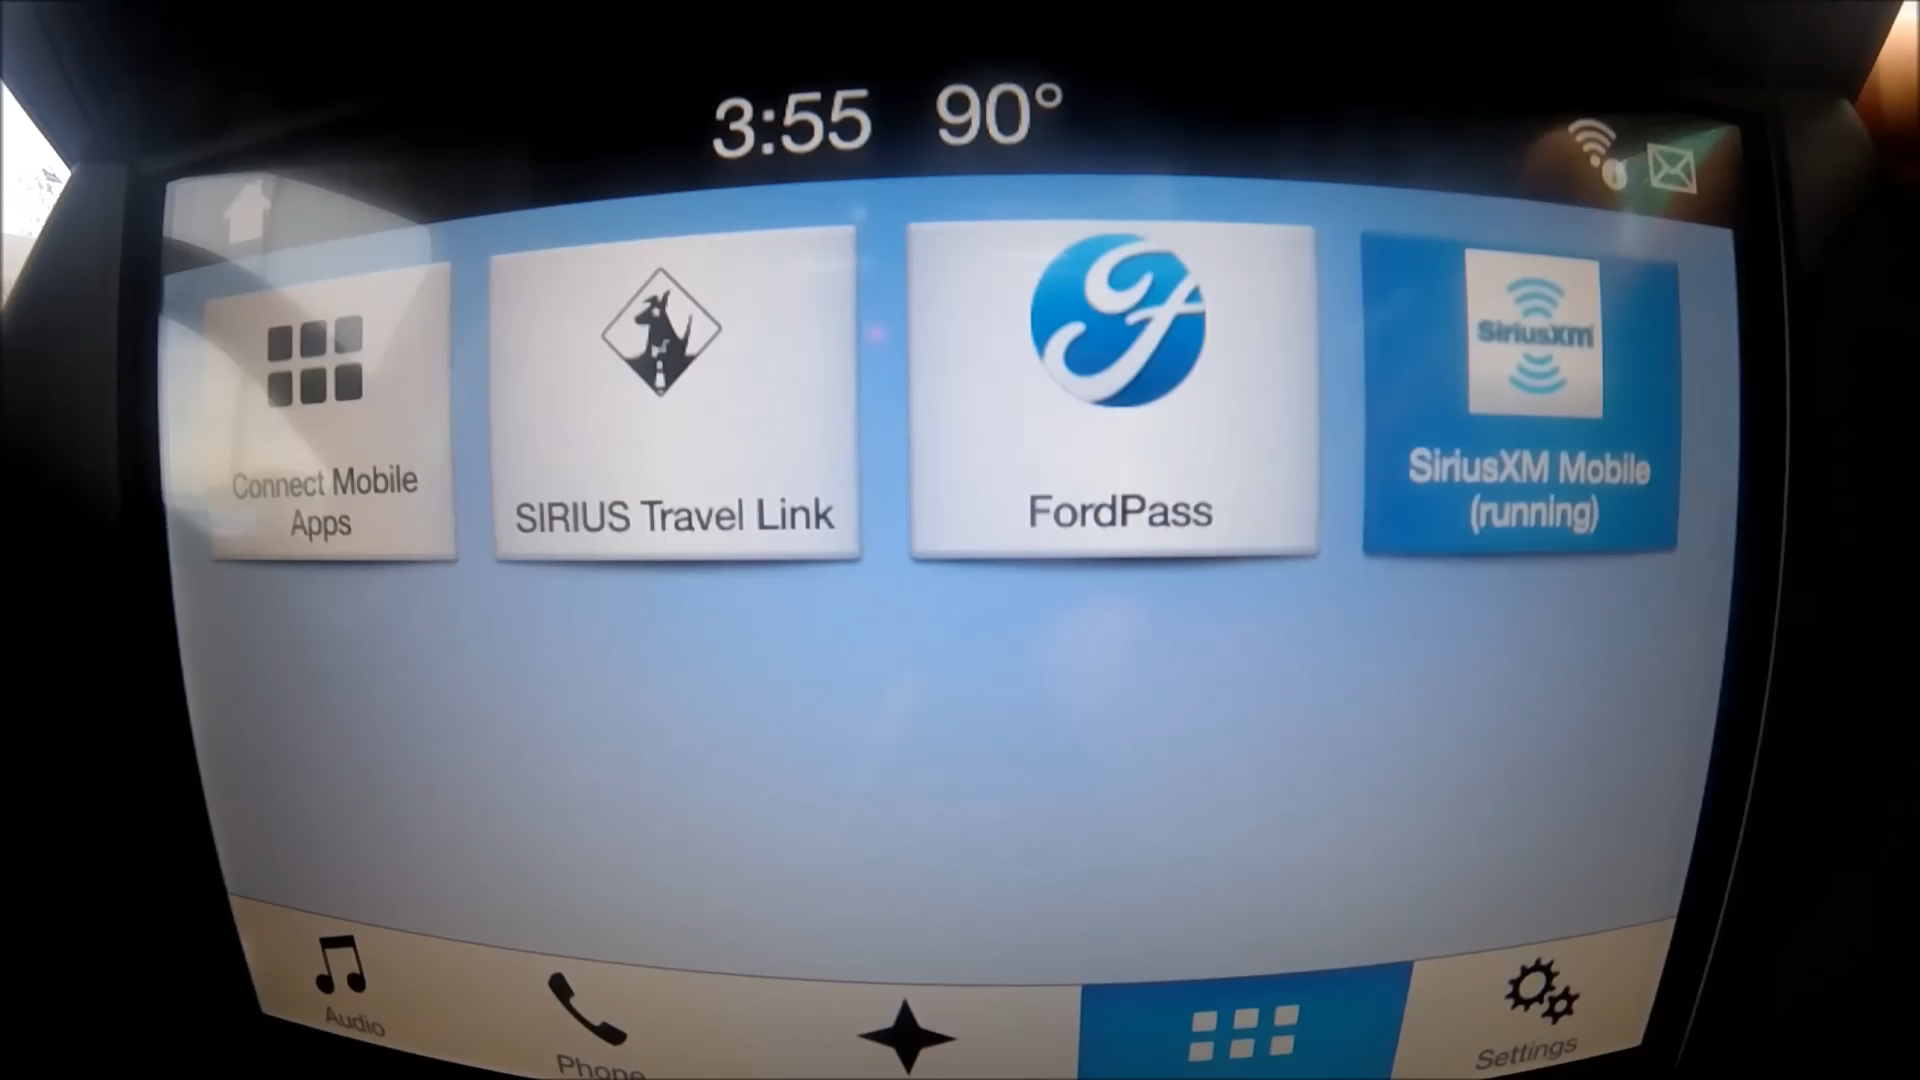 3:55 90°
Connect Mobile
Apps
SIRIUS Travel Link
FordPass
SiriusXM
SiriusXM Mobile
(running)
Audio
Phone
Settings